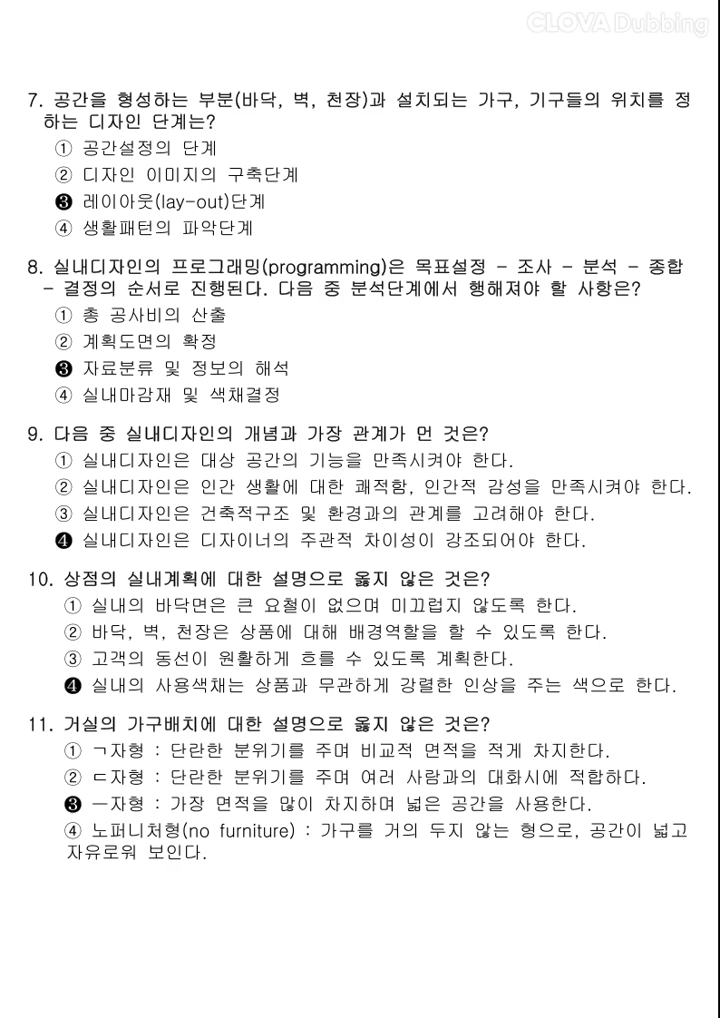 CLOVA Dubbing
7. 공간을 형성하는 부분(바닥, 벽, 천장)과 설치되는 가구, 기구들의 위치를 정
하는 디자인 단계는?
① 공간설정의 단계
② 디자인 이미지의 구축단계
❸ 레이아웃(lay-out)단계
④ 생활패턴의 파악단계
8. 실내디자인의 프로그래밍(programming)은 목표설정 - 조사 - 분석 - 종합
- 결정의 순서로 진행된다. 다음 중 분석단계에서 행해져야 할 사항은?
① 총 공사비의 산출
② 계획도면의 확정
❸ 자료분류 및 정보의 해석
④ 실내마감재 및 색채결정
9. 다음 중 실내디자인의 개념과 가장 관계가 먼 것은?
① 실내디자인은 대상 공간의 기능을 만족시켜야 한다.
② 실내디자인은 인간 생활에 대한 쾌적함, 인간적 감성을 만족시켜야 한다.
③ 실내디자인은 건축적구조 및 환경과의 관계를 고려해야 한다.
❹ 실내디자인은 디자이너의 주관적 차이성이 강조되어야 한다.
10. 상점의 실내계획에 대한 설명으로 옳지 않은 것은?
① 실내의 바닥면은 큰 요철이 없으며 미끄럽지 않도록 한다.
② 바닥, 벽, 천장은 상품에 대해 배경역할을 할 수 있도록 한다.
③ 고객의 동선이 원활하게 흐를 수 있도록 계획한다.
❹ 실내의 사용색채는 상품과 무관하게 강렬한 인상을 주는 색으로 한다.
11. 거실의 가구배치에 대한 설명으로 옳지 않은 것은?
① ㄱ자형 : 단란한 분위기를 주며 비교적 면적을 적게 차지한다.
② ㄷ자형 : 단란한 분위기를 주며 여러 사람과의 대화시에 적합하다.
❸ ㅡ자형 : 가장 면적을 많이 차지하며 넓은 공간을 사용한다.
④ 노퍼니처형(no furniture) : 가구를 거의 두지 않는 형으로, 공간이 넓고
자유로워 보인다.